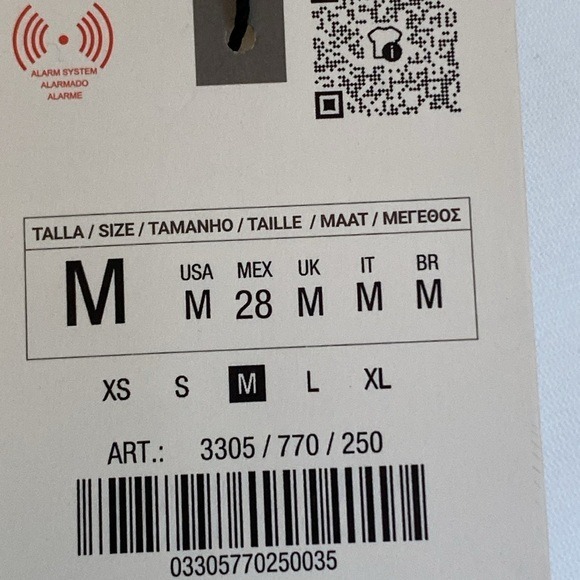 ALARM SYSTEM
ALARMADO
ALARME
i
TALLA / SIZE / TAMANHO / TAILLE / MAAT / ΜΕΓΕΘΟΣ
M
USA MEX UK IT BR
M 28 M M M
XS S M L XL
ART.: 3305 / 770 / 250
03305770250035